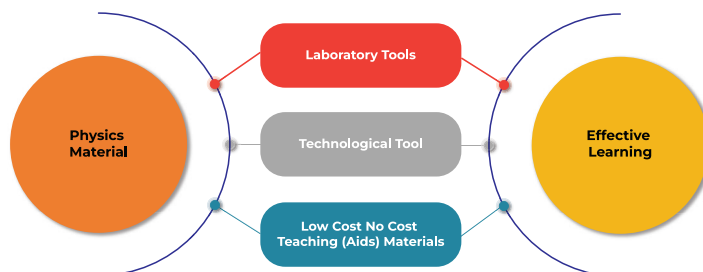 Laboratory Tools
Physics
Material
Technological Tool
Effective
Learning
Low Cost No Cost
Teaching (Aids) Materials